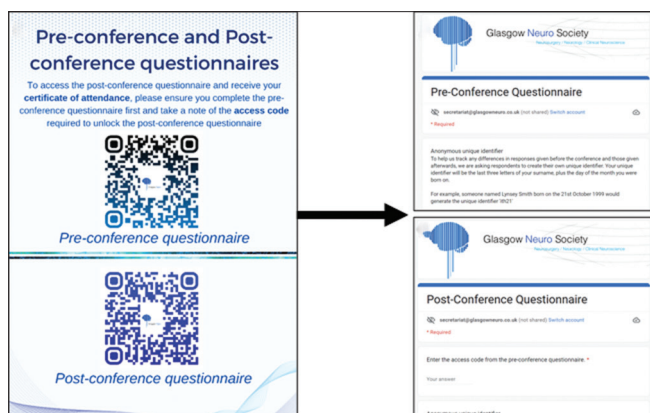 Pre-conference and Post-
conference questionnaires
To access the post-conference questionnaire and receive your
certificate of attendance, please ensure you complete the pre-
conference questionnaire first and take a note of the access code
required to unlock the post-conference questionnaire
Pre-conference questionnaire
Post-conference questionnaire
Glasgow Neuro Society
Neurosurgery | Neurology | Clinical Neuroscience
Pre-Conference Questionnaire
secretariat@glasgowneuro.co.uk (not shared) Switch account
* Required
Anonymous unique identifier
To help us track any differences in responses given before the conference and those given
afterwards, we are asking respondents to create their own unique identifier. Your unique
identifier will be the last three letters of your surname, plus the day of the month you were
born on.
For example, someone named Lynsey Smith born on the 21st October 1999 would
generate the unique identifier 'ith21'
Glasgow Neuro Society
Neurosurgery | Neurology | Clinical Neuroscience
Post-Conference Questionnaire
secretariat@glasgowneuro.co.uk (not shared) Switch account
* Required
Enter the access code from the pre-conference questionnaire. *
Your answer
Anonymous unique identifier